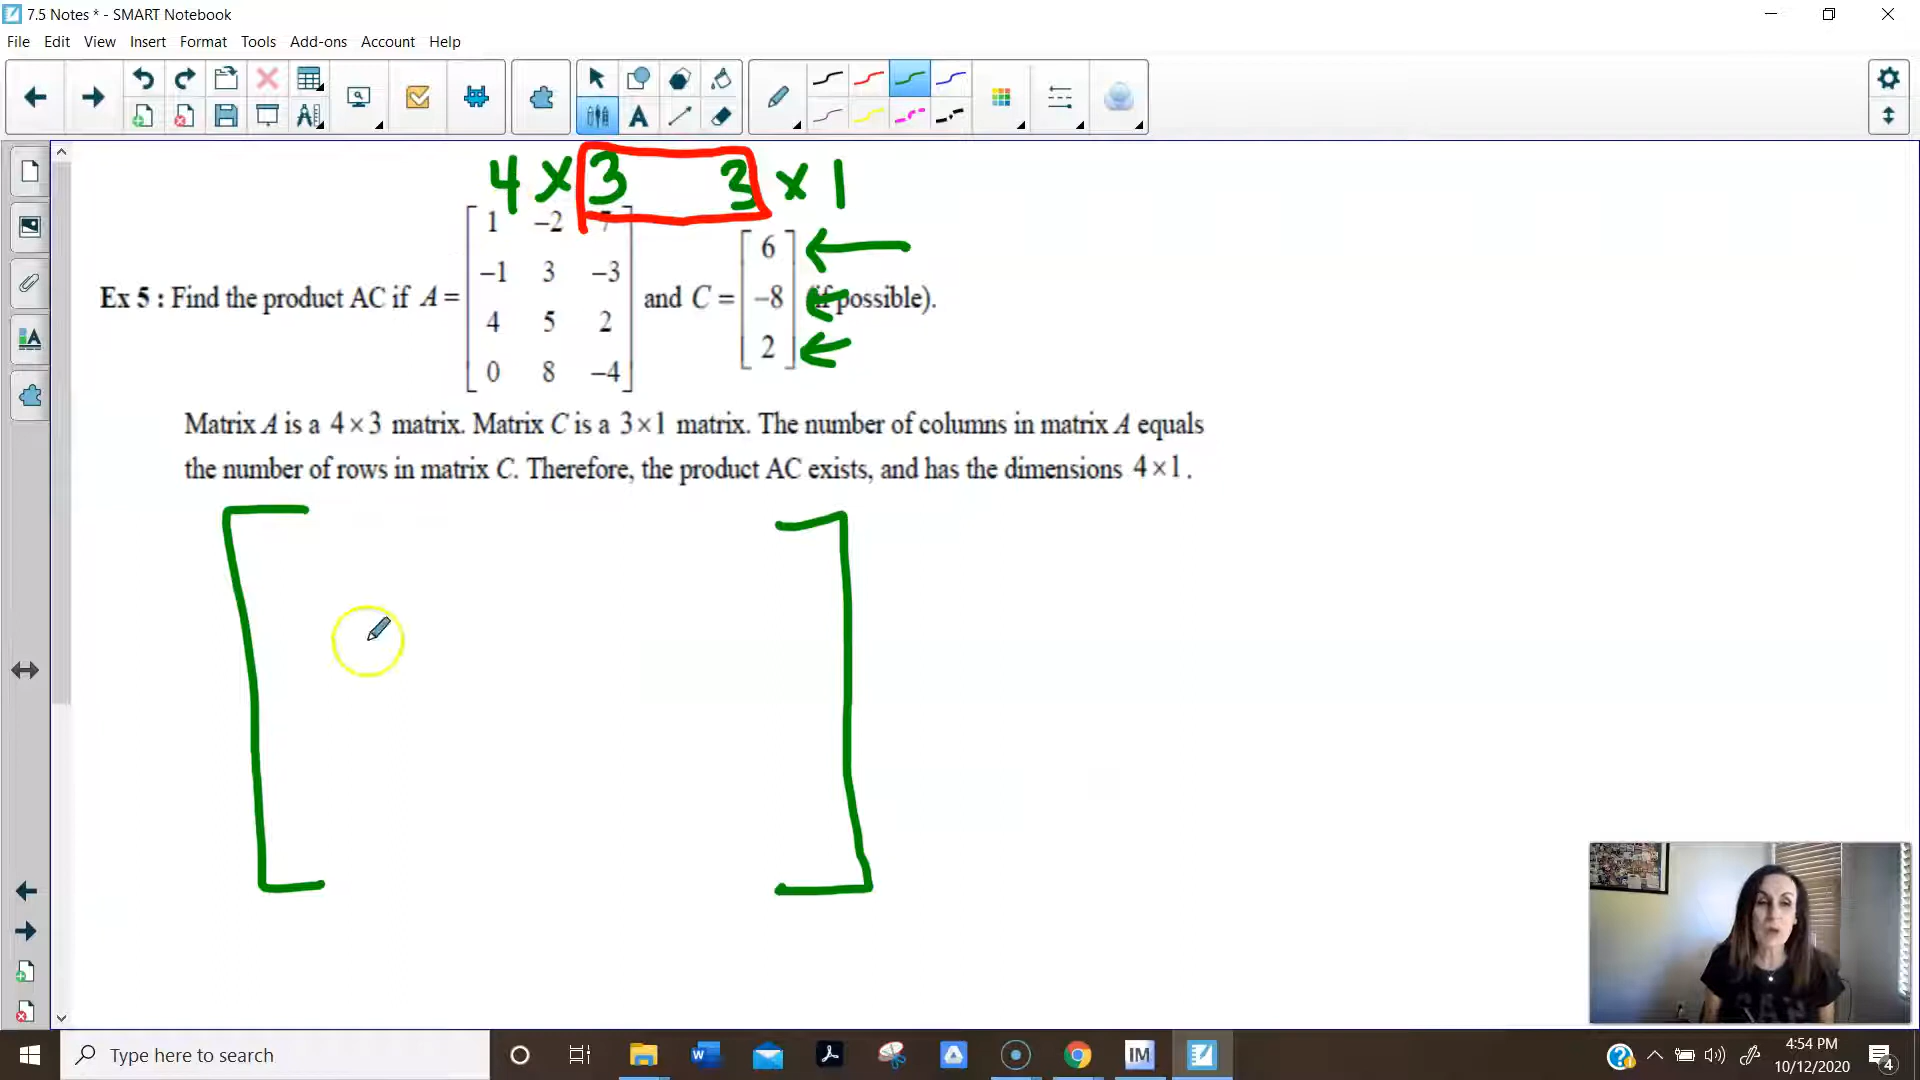 7.5 Notes * - SMART Notebook
File Edit View Insert Format Tools Add-ons Account Help
4 × 3 3 × 1
Ex 5 : Find the product AC if A = [ 1 −2 7 and C = [ 6 ] (if possible).
−1 3 −3 −8
4 5 2 2
0 8 −4 ]
Matrix A is a 4 × 3 matrix. Matrix C is a 3 × 1 matrix. The number of columns in matrix A equals
the number of rows in matrix C. Therefore, the product AC exists, and has the dimensions 4 × 1 .
Type here to search
IM
4:54 PM
10/12/2020
4